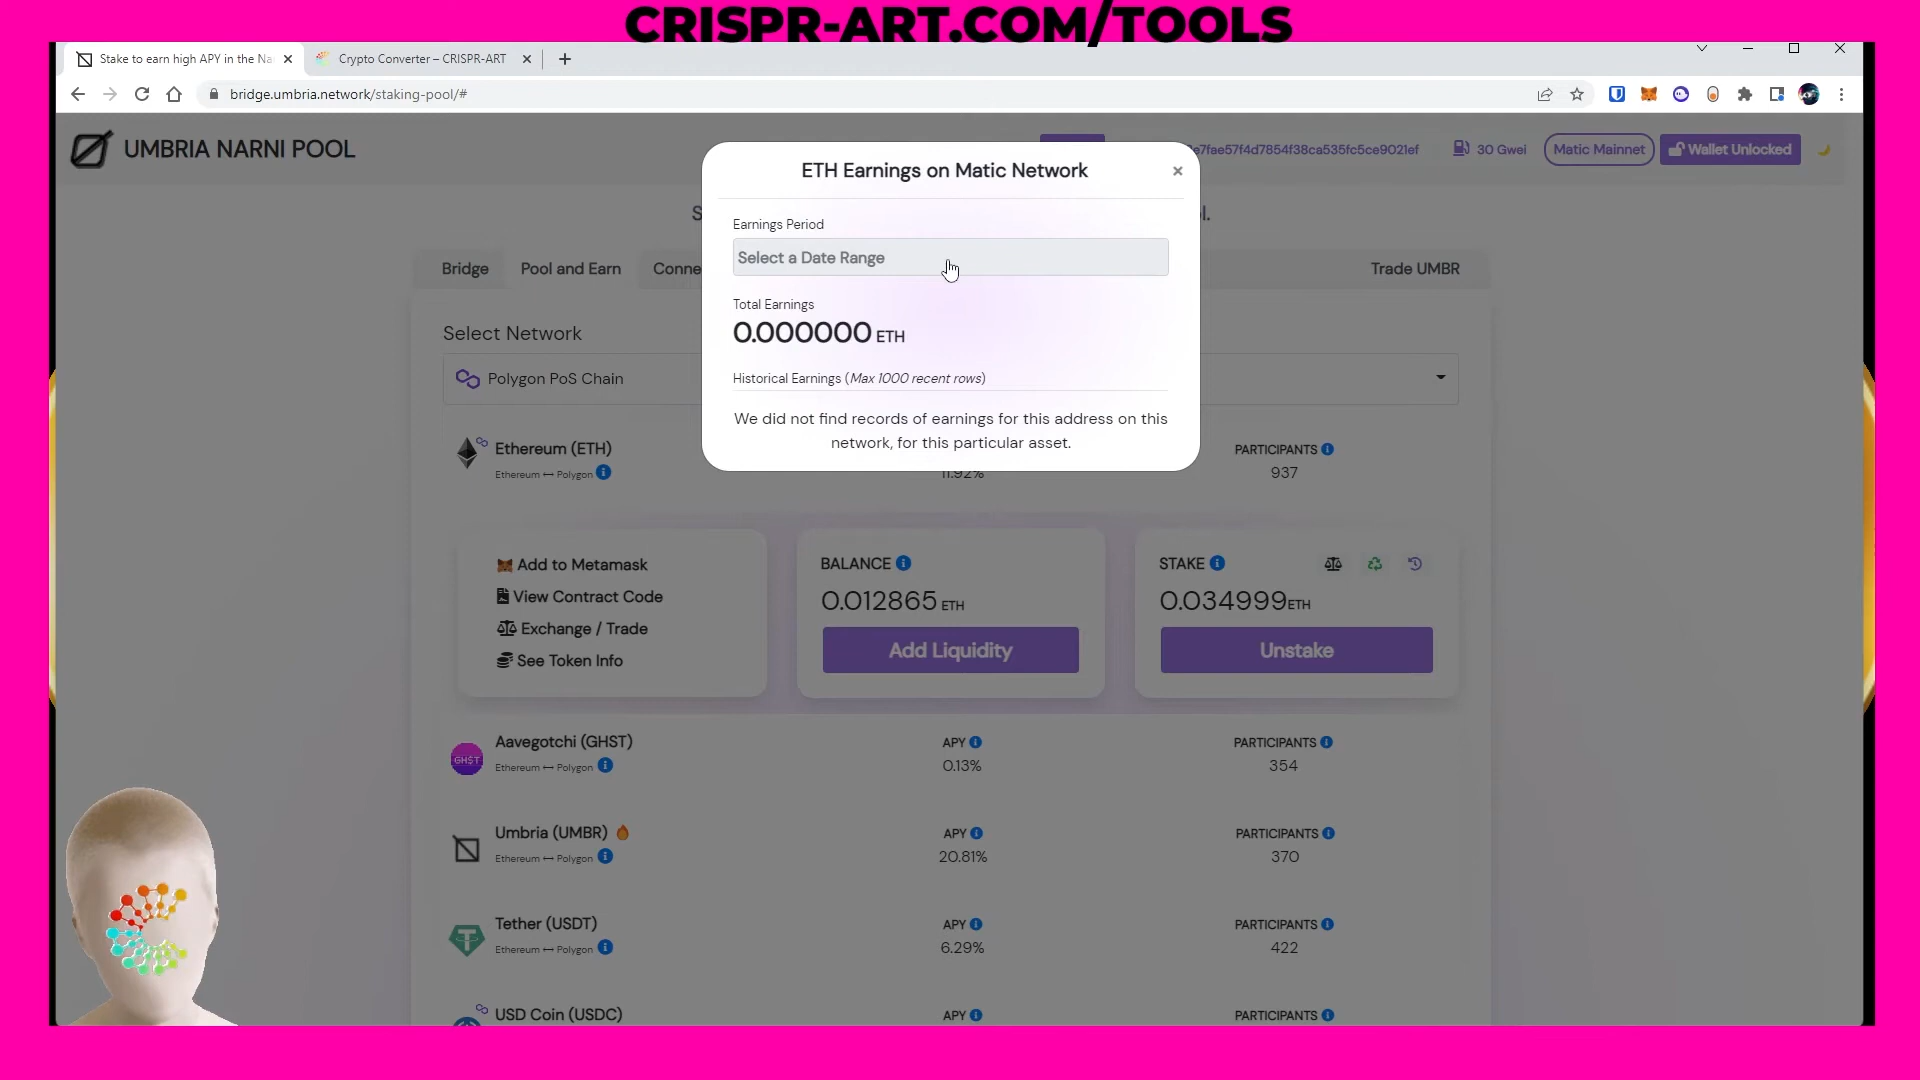 CRISPR-ART.COM/TOOLS
Stake to earn high APY in the Na
Crypto Converter – CRISPR-ART
bridge.umbria.network/staking-pool/#
UMBRIA NARNI POOL
e7fae57f4d7854f38ca535fc5ce9021ef
30 Gwei
Matic Mainnet
Wallet Unlocked
ETH Earnings on Matic Network
×
Earnings Period
Select a Date Range
Total Earnings
0.000000 ETH
Historical Earnings (Max 1000 recent rows)
We did not find records of earnings for this address on this
network, for this particular asset.
Bridge
Pool and Earn
Conne
Trade UMBR
Select Network
Polygon PoS Chain
Ethereum (ETH)
Ethereum ↔ Polygon
11.92%
PARTICIPANTS
937
Add to Metamask
View Contract Code
Exchange / Trade
See Token Info
BALANCE
0.012865 ETH
Add Liquidity
STAKE
0.034999ETH
Unstake
GHST
Aavegotchi (GHST)
Ethereum ↔ Polygon
APY
0.13%
PARTICIPANTS
354
Umbria (UMBR)
Ethereum ↔ Polygon
APY
20.81%
PARTICIPANTS
370
Tether (USDT)
Ethereum ↔ Polygon
APY
6.29%
PARTICIPANTS
422
USD Coin (USDC)
APY
PARTICIPANTS